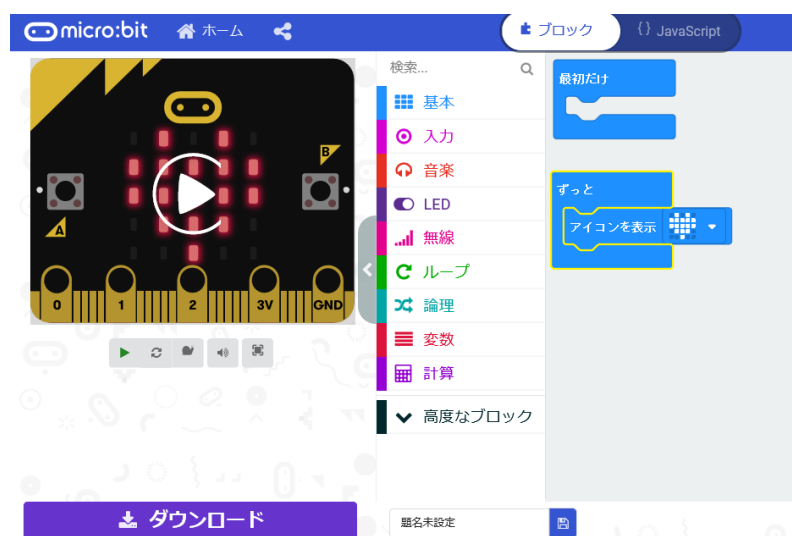 micro:bit ホーム ブロック {} JavaScript
検索...
基本
入力
音楽
LED
無線
ループ
論理
変数
計算
高度なブロック
最初だけ
ずっと
アイコンを表示
B
A
0 1 2 3V GND
ダウンロード
題名未設定